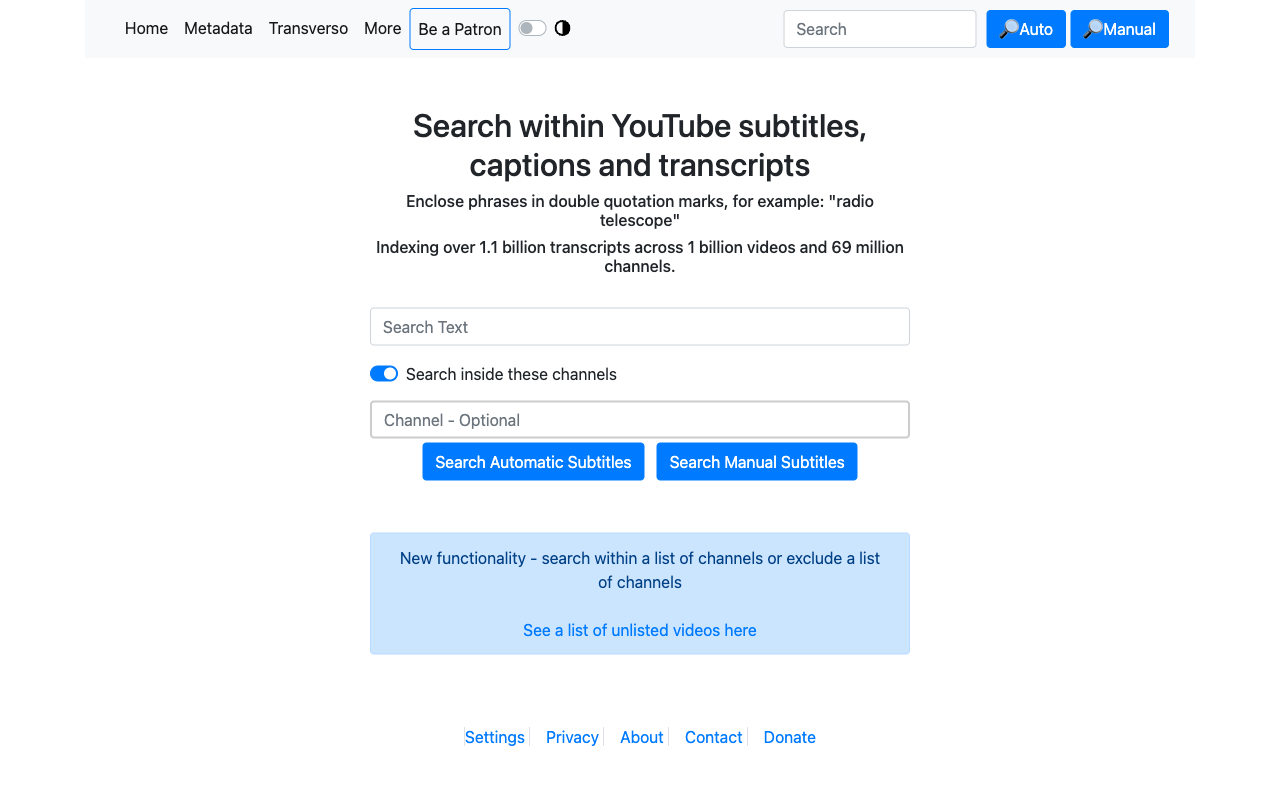 Home Metadata Transverso More Be a Patron Search Auto Manual
Search within YouTube subtitles,
captions and transcripts
Enclose phrases in double quotation marks, for example: "radio
telescope"
Indexing over 1.1 billion transcripts across 1 billion videos and 69 million
channels.
Search Text
Search inside these channels
Channel - Optional
Search Automatic Subtitles Search Manual Subtitles
New functionality - search within a list of channels or exclude a list
of channels
See a list of unlisted videos here
Settings Privacy About Contact Donate